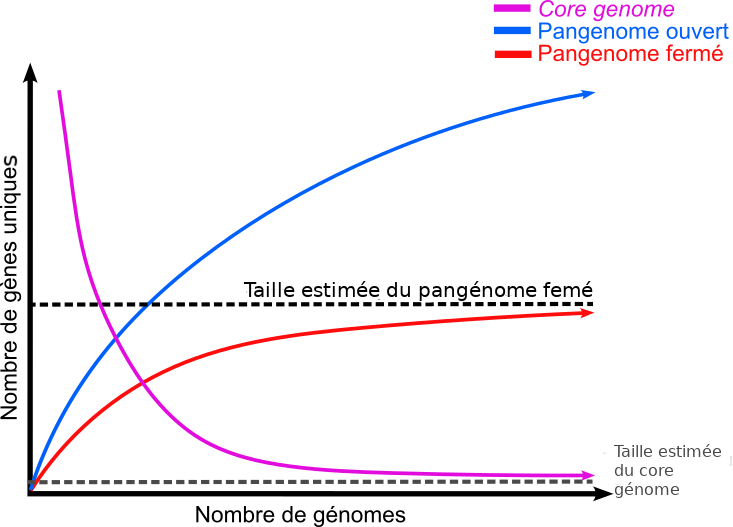 Core genome
Pangenome ouvert
Pangenome fermé
Nombre de gènes uniques
Taille estimée du pangénome femé
Taille estimée
du core
génome
Nombre de génomes